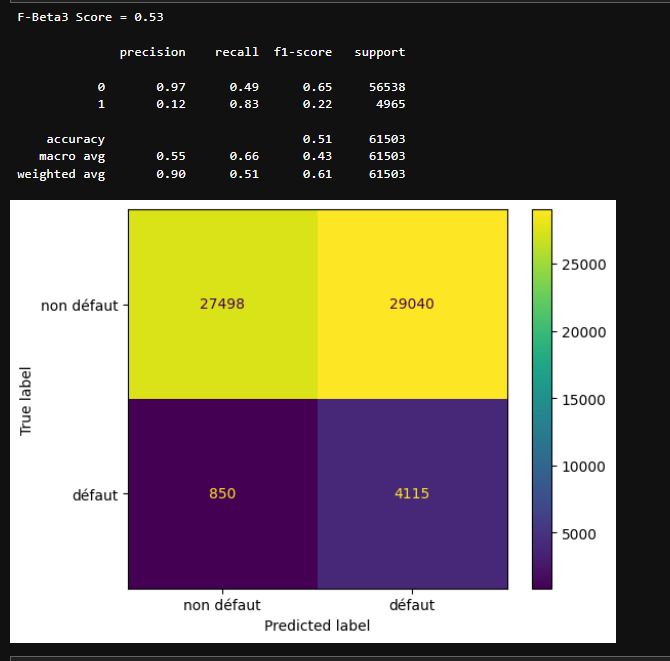 F-Beta3 Score = 0.53
precision recall f1-score support
0 0.97 0.49 0.65 56538
1 0.12 0.83 0.22 4965
accuracy 0.51 61503
macro avg 0.55 0.66 0.43 61503
weighted avg 0.90 0.51 0.61 61503
25000
non défaut 27498 29040
20000
True label
15000
10000
défaut 850 4115
5000
non défaut défaut
Predicted label